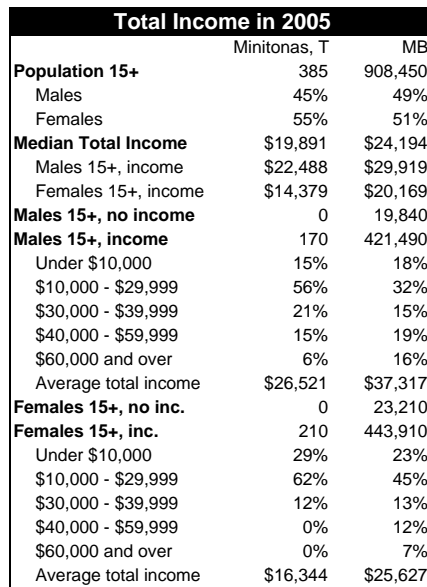 Total Income in 2005
Minitonas, T MB
Population 15+ 385 908,450
Males 45% 49%
Females 55% 51%
Median Total Income $19,891 $24,194
Males 15+, income $22,488 $29,919
Females 15+, income $14,379 $20,169
Males 15+, no income 0 19,840
Males 15+, income 170 421,490
Under $10,000 15% 18%
$10,000 - $29,999 56% 32%
$30,000 - $39,999 21% 15%
$40,000 - $59,999 15% 19%
$60,000 and over 6% 16%
Average total income $26,521 $37,317
Females 15+, no inc. 0 23,210
Females 15+, inc. 210 443,910
Under $10,000 29% 23%
$10,000 - $29,999 62% 45%
$30,000 - $39,999 12% 13%
$40,000 - $59,999 0% 12%
$60,000 and over 0% 7%
Average total income $16,344 $25,627